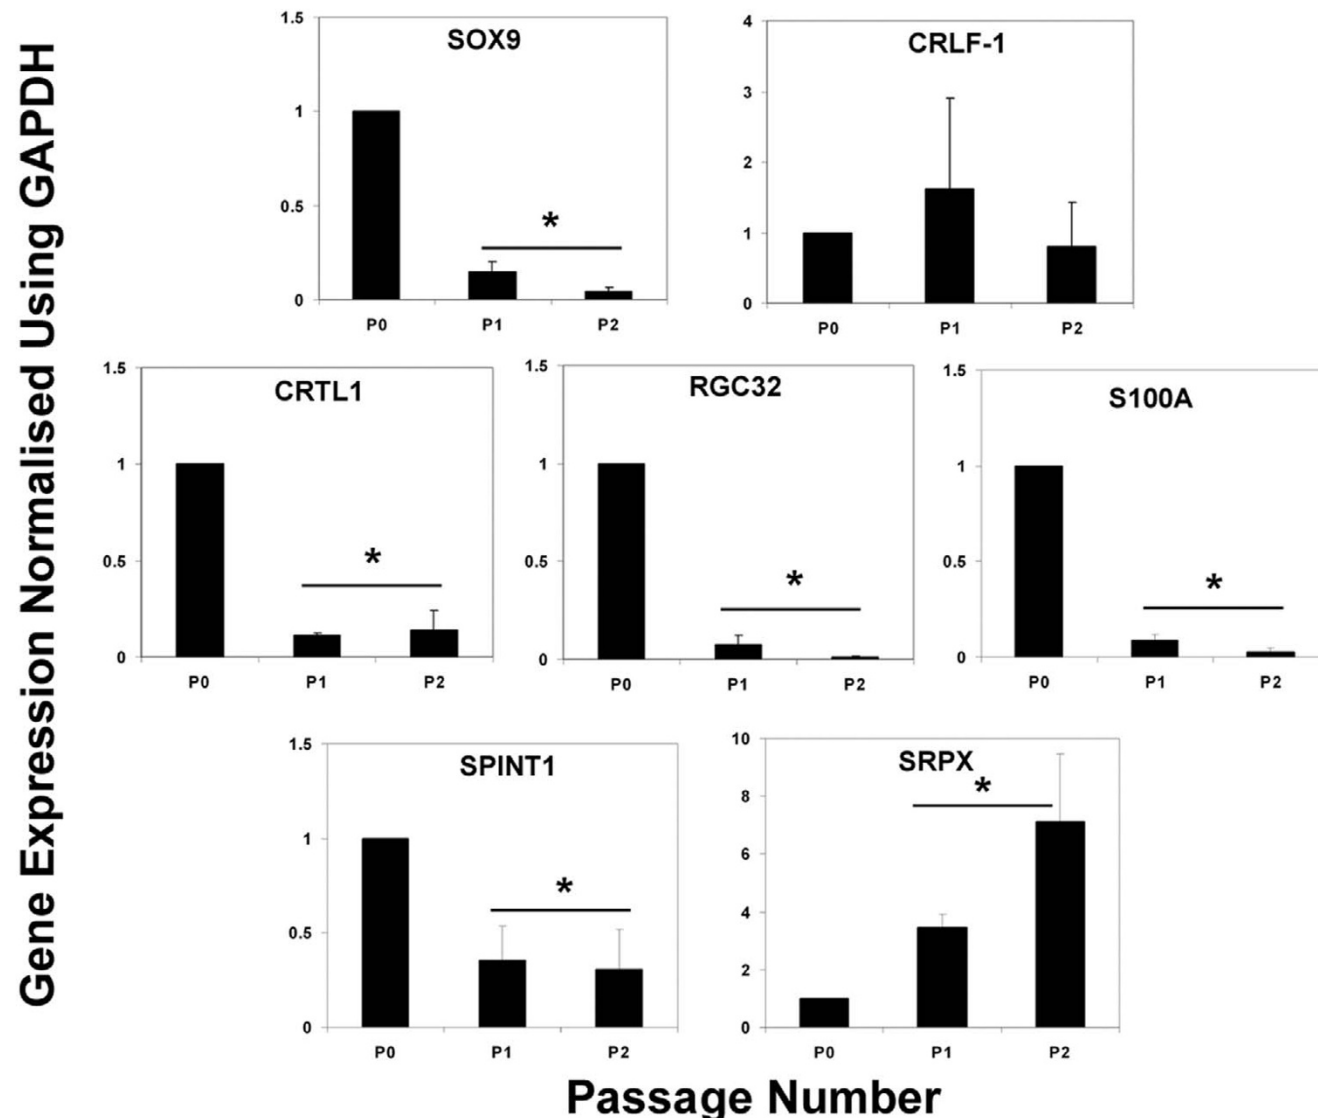 Gene Expression Normalised Using GAPDH
SOX9
1.5
1
0.5
0
*
P0 P1 P2
CRLF-1
4
3
2
1
0
P0 P1 P2
CRTL1
1.5
1
0.5
0
*
P0 P1 P2
RGC32
1.5
1
0.5
0
*
P0 P1 P2
S100A
1.5
1
0.5
0
*
P0 P1 P2
SPINT1
1.5
1
0.5
0
*
P0 P1 P2
SRPX
10
8
6
4
2
0
*
P0 P1 P2
Passage Number